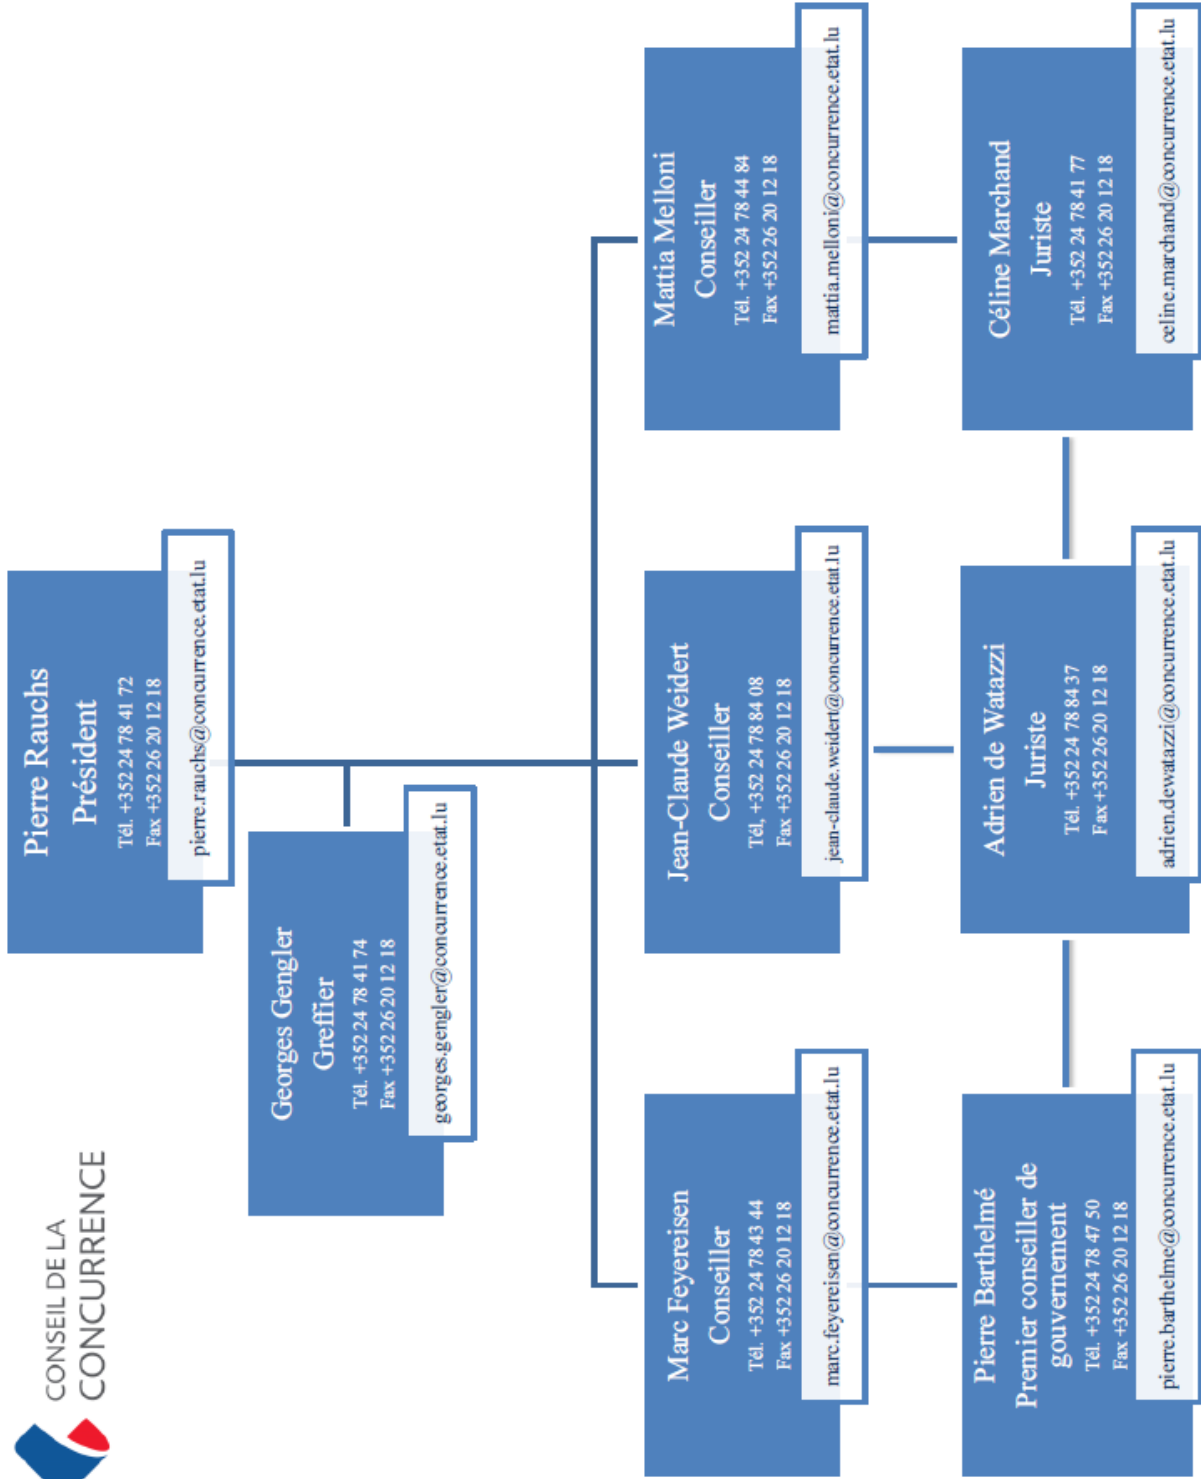 CONSEIL DE LA
CONCURRENCE
Pierre Rauchs
Président
Tél. +352 24 78 41 72
Fax +352 26 20 12 18
pierre.rauchs@concurrence.etat.lu
Georges Gengler
Greffier
Tél. +352 24 78 41 74
Fax +352 26 20 12 18
georges.gengler@concurrence.etat.lu
Marc Feyereisen
Conseiller
Tél. +352 24 78 43 44
Fax +352 26 20 12 18
marc.feyereisen@concurrence.etat.lu
Jean-Claude Weidert
Conseiller
Tél, +352 24 78 84 08
Fax +352 26 20 12 18
jean-claude.weidert@concurrence.etat.lu
Mattia Melloni
Conseiller
Tél. +352 24 78 44 84
Fax +352 26 20 12 18
mattia.melloni@concurrence.etat.lu
Pierre Barthelmé
Premier conseiller de
gouvernement
Tél. +352 24 78 47 50
Fax +352 26 20 12 18
pierre.barthelme@concurrence.etat.lu
Adrien de Watazzi
Juriste
Tél. +352 24 78 84 37
Fax +352 26 20 12 18
adrien.dewatazzi@concurrence.etat.lu
Céline Marchand
Juriste
Tél. +352 24 78 41 77
Fax +352 26 20 12 18
celine.marchand@concurrence.etat.lu